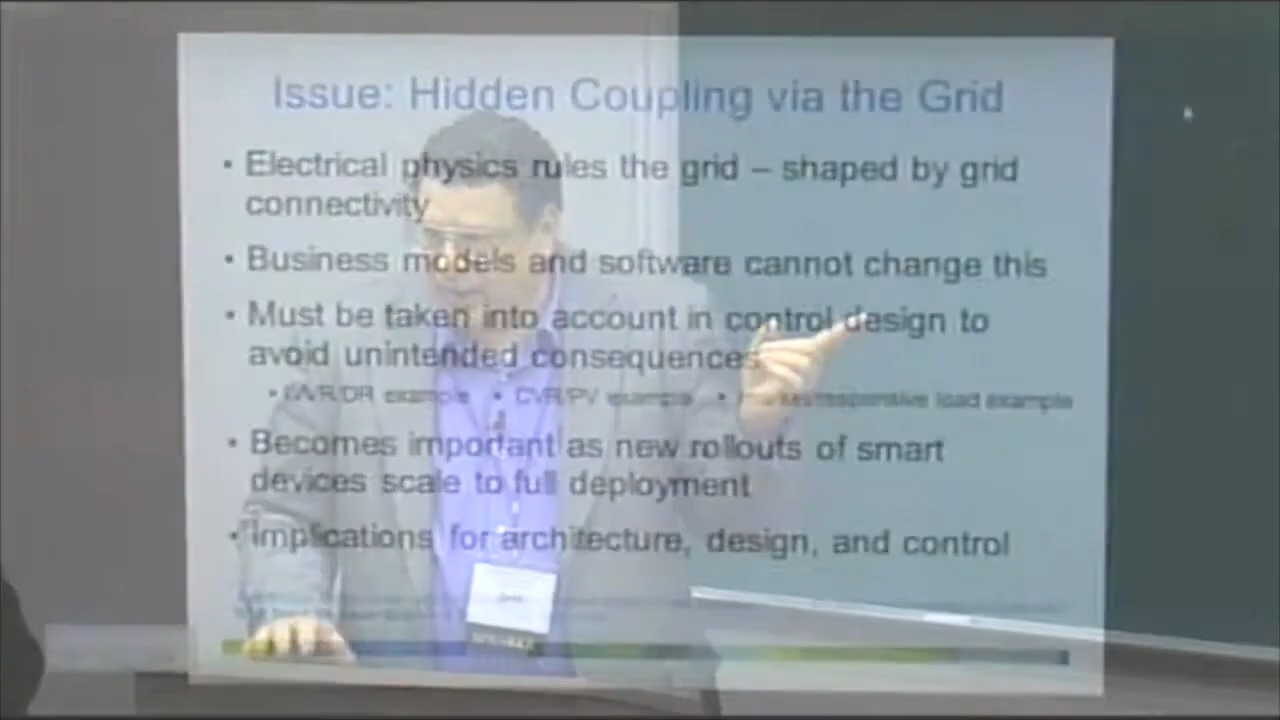 Issue: Hidden Coupling via the Grid
• Electrical physics rules the grid – shaped by grid
connectivity
• Business models and software cannot change this
• Must be taken into account in control design to
avoid unintended consequences
example • CVR/PV example • responsive load example
• Becomes important as new rollouts of smart
devices scale to full deployment
• Implications for architecture, design, and control